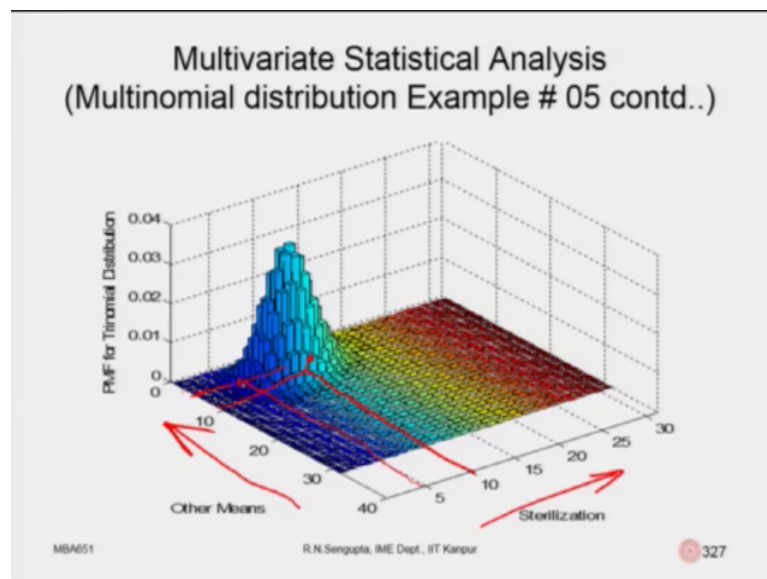 Multivariate Statistical Analysis
(Multinomial distribution Example # 05 contd..)
PMF for Trinomial Distribution
0.04
0.03
0.02
0.01
0
0
10
20
30
40
Other Means
5
10
15
20
25
30
Sterilization
MBA651
R.N.Sengupta, IME Dept., IIT Kanpur
327